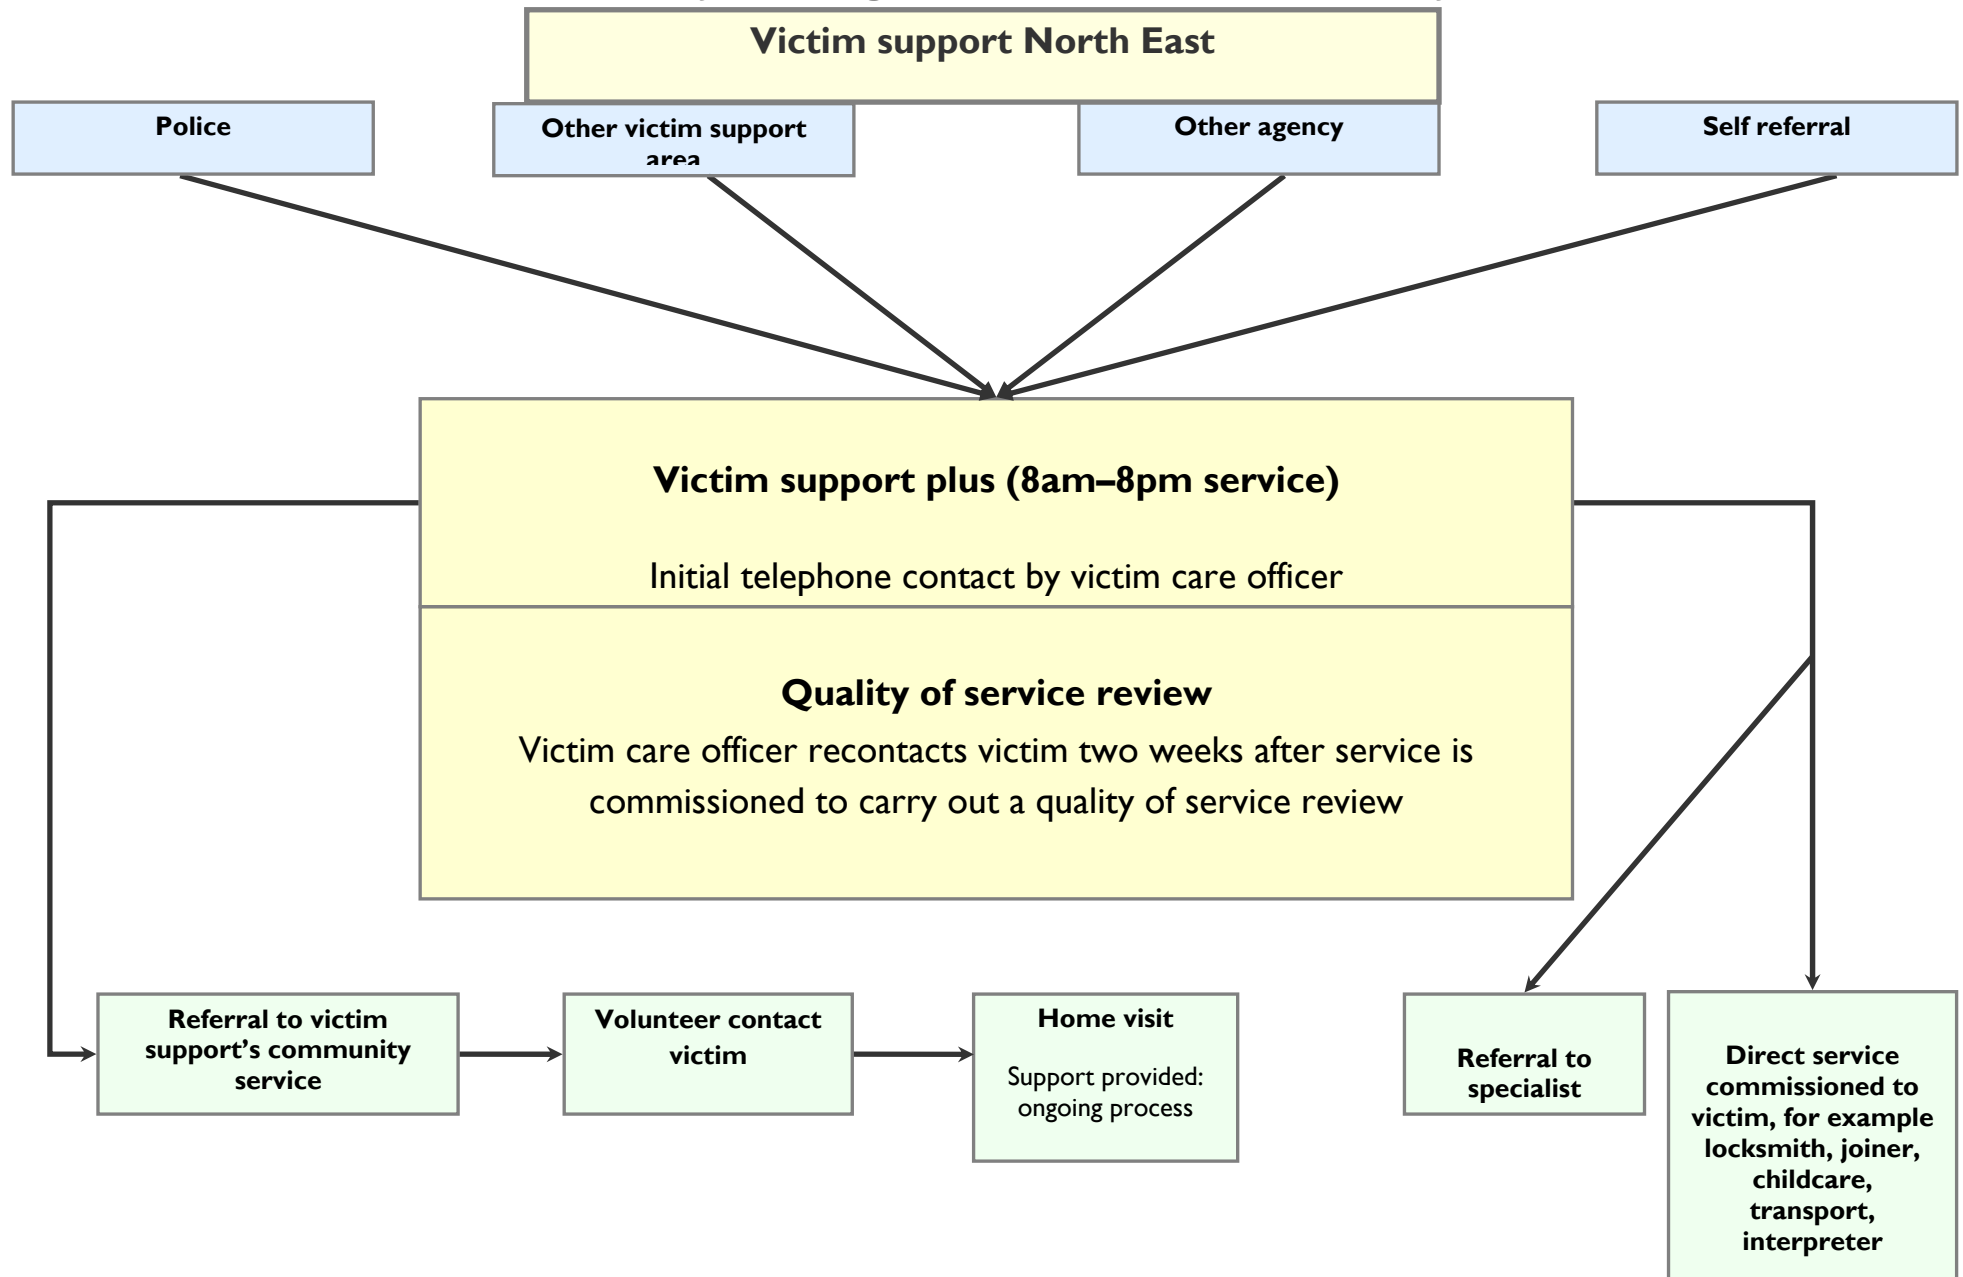 Victim support North East
Police
Other victim support
area
Other agency
Self referral
Victim support plus (8am–8pm service)
Initial telephone contact by victim care officer
Quality of service review
Victim care officer recontacts victim two weeks after service is
commissioned to carry out a quality of service review
Referral to victim
support’s community
service
Volunteer contact
victim
Home visit
Support provided:
ongoing process
Referral to
specialist
Direct service
commissioned to
victim, for example
locksmith, joiner,
childcare,
transport,
interpreter